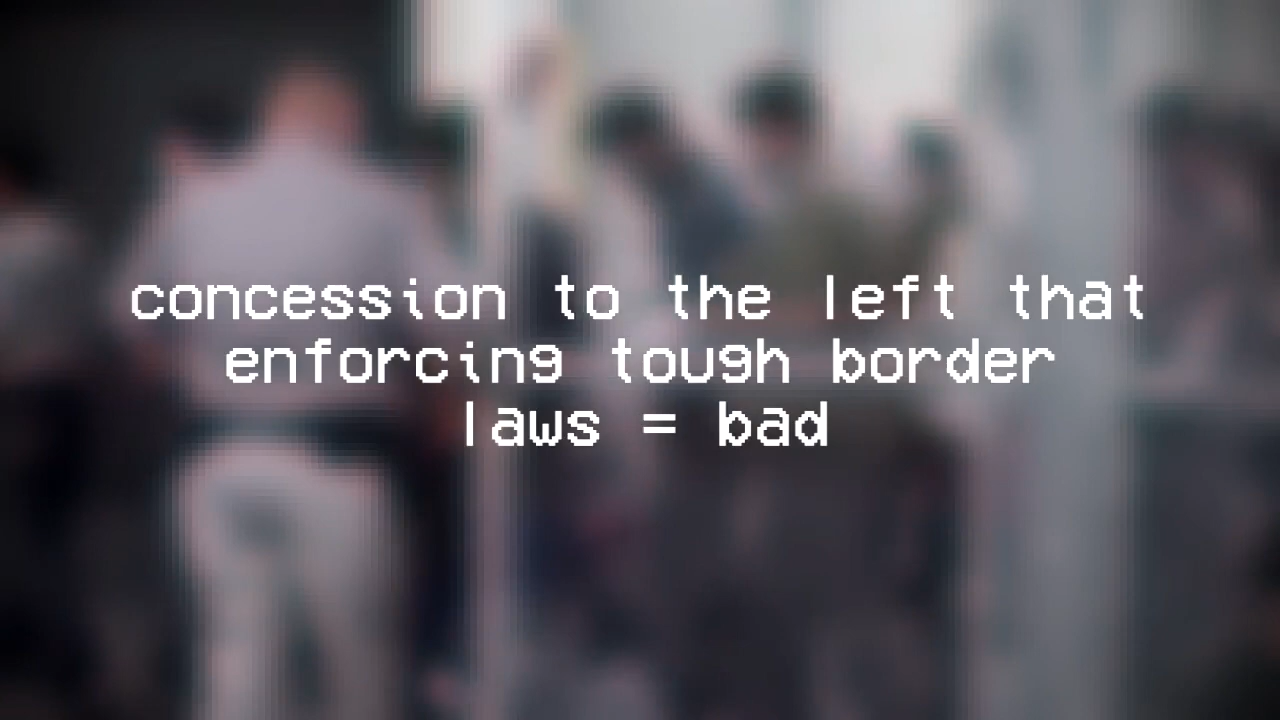 concession to the left that
enforcing tough border
laws = bad